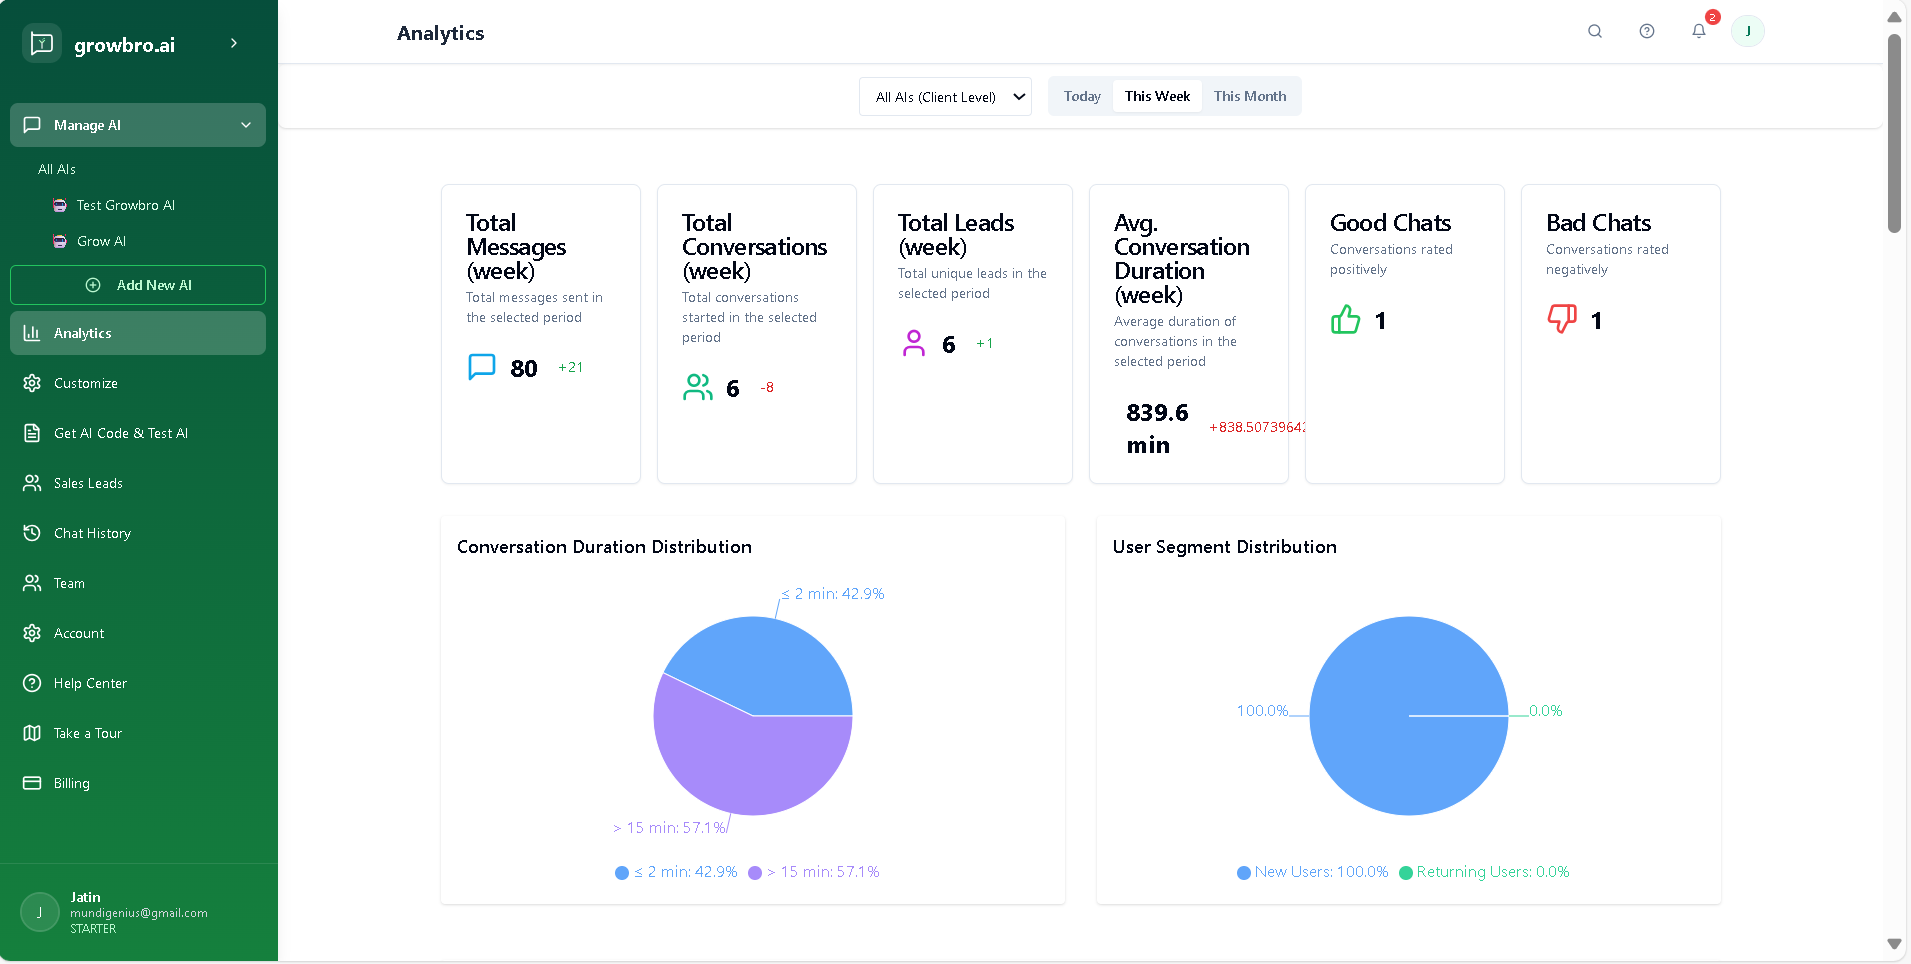 growbro.ai
Manage AI
All AIs
Test Growbro AI
Grow AI
Add New AI
Analytics
Customize
Get AI Code & Test AI
Sales Leads
Chat History
Team
Account
Help Center
Take a Tour
Billing
J
Jatin
mundigenius@gmail.com
STARTER
Analytics
2
J
All AIs (Client Level)
Today
This Week
This Month
Total
Messages
(week)
Total messages sent in
the selected period
80 +21
Total
Conversations
(week)
Total conversations
started in the selected
period
6 -8
Total Leads
(week)
Total unique leads in the
selected period
6 +1
Avg.
Conversation
Duration
(week)
Average duration of
conversations in the
selected period
839.6
min
+838.5073964
Good Chats
Conversations rated
positively
1
Bad Chats
Conversations rated
negatively
1
Conversation Duration Distribution
≤ 2 min: 42.9%
> 15 min: 57.1%
≤ 2 min: 42.9% > 15 min: 57.1%
User Segment Distribution
100.0%
0.0%
New Users: 100.0% Returning Users: 0.0%